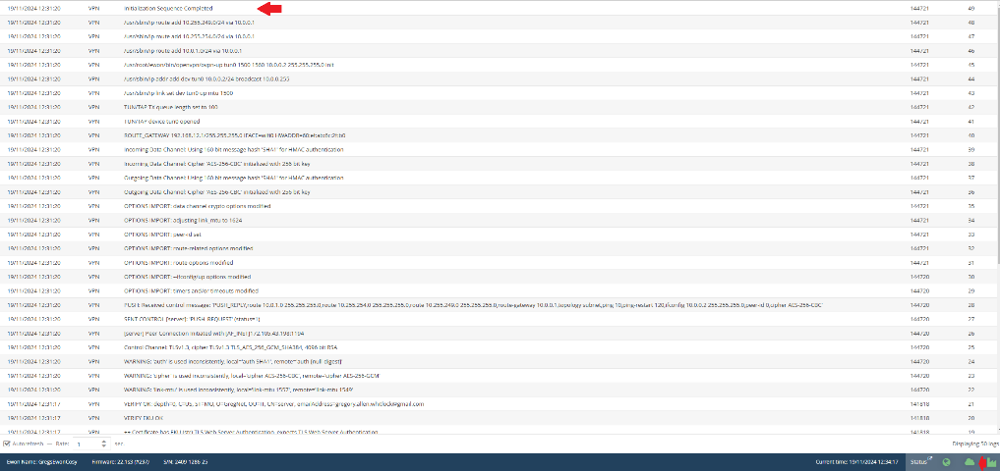 19/11/2024 12:31:20 VPN Initialization Sequence Completed 144721 49
19/11/2024 12:31:20 VPN /usr/sbin/ip route add 10.255.249.0/24 via 10.0.0.1 144721 48
19/11/2024 12:31:20 VPN /usr/sbin/ip route add 10.255.254.0/24 via 10.0.0.1 144721 47
19/11/2024 12:31:20 VPN /usr/sbin/ip route add 10.0.1.0/24 via 10.0.0.1 144721 46
19/11/2024 12:31:20 VPN /usr/root/ewon/bin/openvpn/ovpn-up tun0 1500 1560 10.0.0.2 255.255.255.0 init 144721 45
19/11/2024 12:31:20 VPN /usr/sbin/ip addr add dev tun0 10.0.0.2/24 broadcast 10.0.0.255 144721 44
19/11/2024 12:31:20 VPN /usr/sbin/ip link set dev tun0 up mtu 1500 144721 43
19/11/2024 12:31:20 VPN TUN/TAP TX queue length set to 100 144721 42
19/11/2024 12:31:20 VPN TUN/TAP device tun0 opened 144721 41
19/11/2024 12:31:20 VPN ROUTE_GATEWAY 192.168.12.1/255.255.255.0 144721 40
19/11/2024 12:31:20 VPN Incoming Data Channel: Using 160 bit message hash 'SHA1' for HMAC authentication 144721 39
19/11/2024 12:31:20 VPN Incoming Data Channel: Cipher 'AES-256-CBC' initialized with 256 bit key 144721 38
19/11/2024 12:31:20 VPN Outgoing Data Channel: Using 160 bit message hash 'SHA1' for HMAC authentication 144721 37
19/11/2024 12:31:20 VPN Outgoing Data Channel: Cipher 'AES-256-CBC' initialized with 256 bit key 144721 36
19/11/2024 12:31:20 VPN OPTIONS IMPORT: data channel crypto options modified 144721 35
19/11/2024 12:31:20 VPN OPTIONS IMPORT: adjusting link_mtu to 1624 144721 34
19/11/2024 12:31:20 VPN OPTIONS IMPORT: peer-id set 144721 33
19/11/2024 12:31:20 VPN OPTIONS IMPORT: route-related options modified 144721 32
19/11/2024 12:31:20 VPN OPTIONS IMPORT: route options modified 144721 31
19/11/2024 12:31:20 VPN OPTIONS IMPORT: --ifconfig/up options modified 144720 30
19/11/2024 12:31:20 VPN OPTIONS IMPORT: timers and/or timeouts modified 144720 29
19/11/2024 12:31:20 VPN PUSH: Received control message: 'PUSH_REPLY,route 10.0.1.0 255.255.255.0,route 10.255.254.0 255.255.255.0,route 10.255.249.0 255.255.255.0,route-gateway 10.0.0.1,topology subnet,ping 10,ping-restart 120,ifconfig 10.0.0.2 255.255.255.0,peer-id 0,cipher AES-256-CBC' 144720 28
19/11/2024 12:31:20 VPN SENT CONTROL [server]: 'PUSH_REQUEST' (status=1) 144720 27
19/11/2024 12:31:20 VPN [server] Peer Connection Initiated with [AF_INET]172.105.43.198:1194 144720 26
19/11/2024 12:31:20 VPN Control Channel: TLSv1.3, cipher TLSv1.3 TLS_AES_256_GCM_SHA384, 4096 bit RSA 144720 25
19/11/2024 12:31:20 VPN WARNING: 'auth' is used inconsistently, local='auth SHA1', remote='auth [null-digest]' 144720 24
19/11/2024 12:31:20 VPN WARNING: 'cipher' is used inconsistently, local='cipher AES-256-CBC', remote='cipher AES-256-GCM' 144720 23
19/11/2024 12:31:20 VPN WARNING: 'link-mtu' is used inconsistently, local='link-mtu 1557', remote='link-mtu 1549' 144720 22
19/11/2024 12:31:17 VPN VERIFY OK: depth=0, C=US, ST=MO, O=GregNet, OU=IT, CN=server, emailAddress=gregory.allen.whitlock@gmail.com 141818 21
19/11/2024 12:31:17 VPN VERIFY EKU OK 141818 20
19/11/2024 12:31:17 VPN ++ Certificate has EKU (str) TLS Web Server Authentication, expects TLS Web Server Authentication 141818 19
Autorefresh — Rate: 1 sec Displaying 50 logs
Ewon Name: GregsEwonCosy Firmware: 22.1s3 (#237) S/N: 2409-1286-25 Current time: 19/11/2024 12:34:17 Status